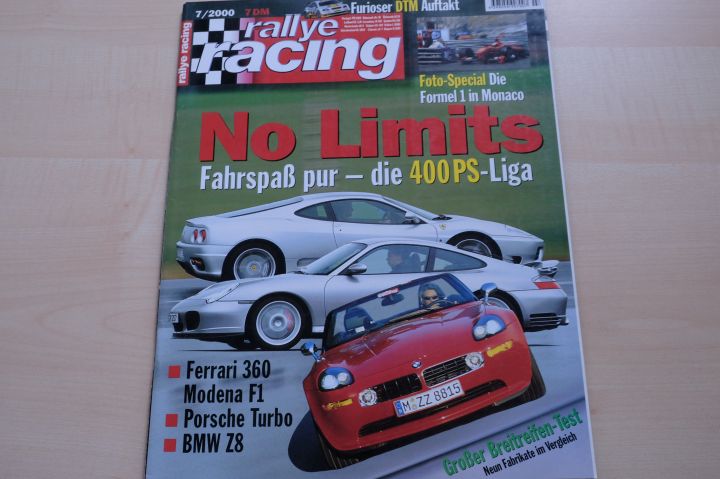 Furioser DTM Auftakt
7/2000 7 DM
rallye racing
rallye
racing
Foto-Special Die
Formel 1 in Monaco
No Limits
Fahrspaß pur – die 400 PS-Liga
Ferrari 360
Modena F1
Porsche Turbo
BMW Z8
M ZZ 8815
Großer Breitreifen-Test
Neun Fabrikate im Vergleich